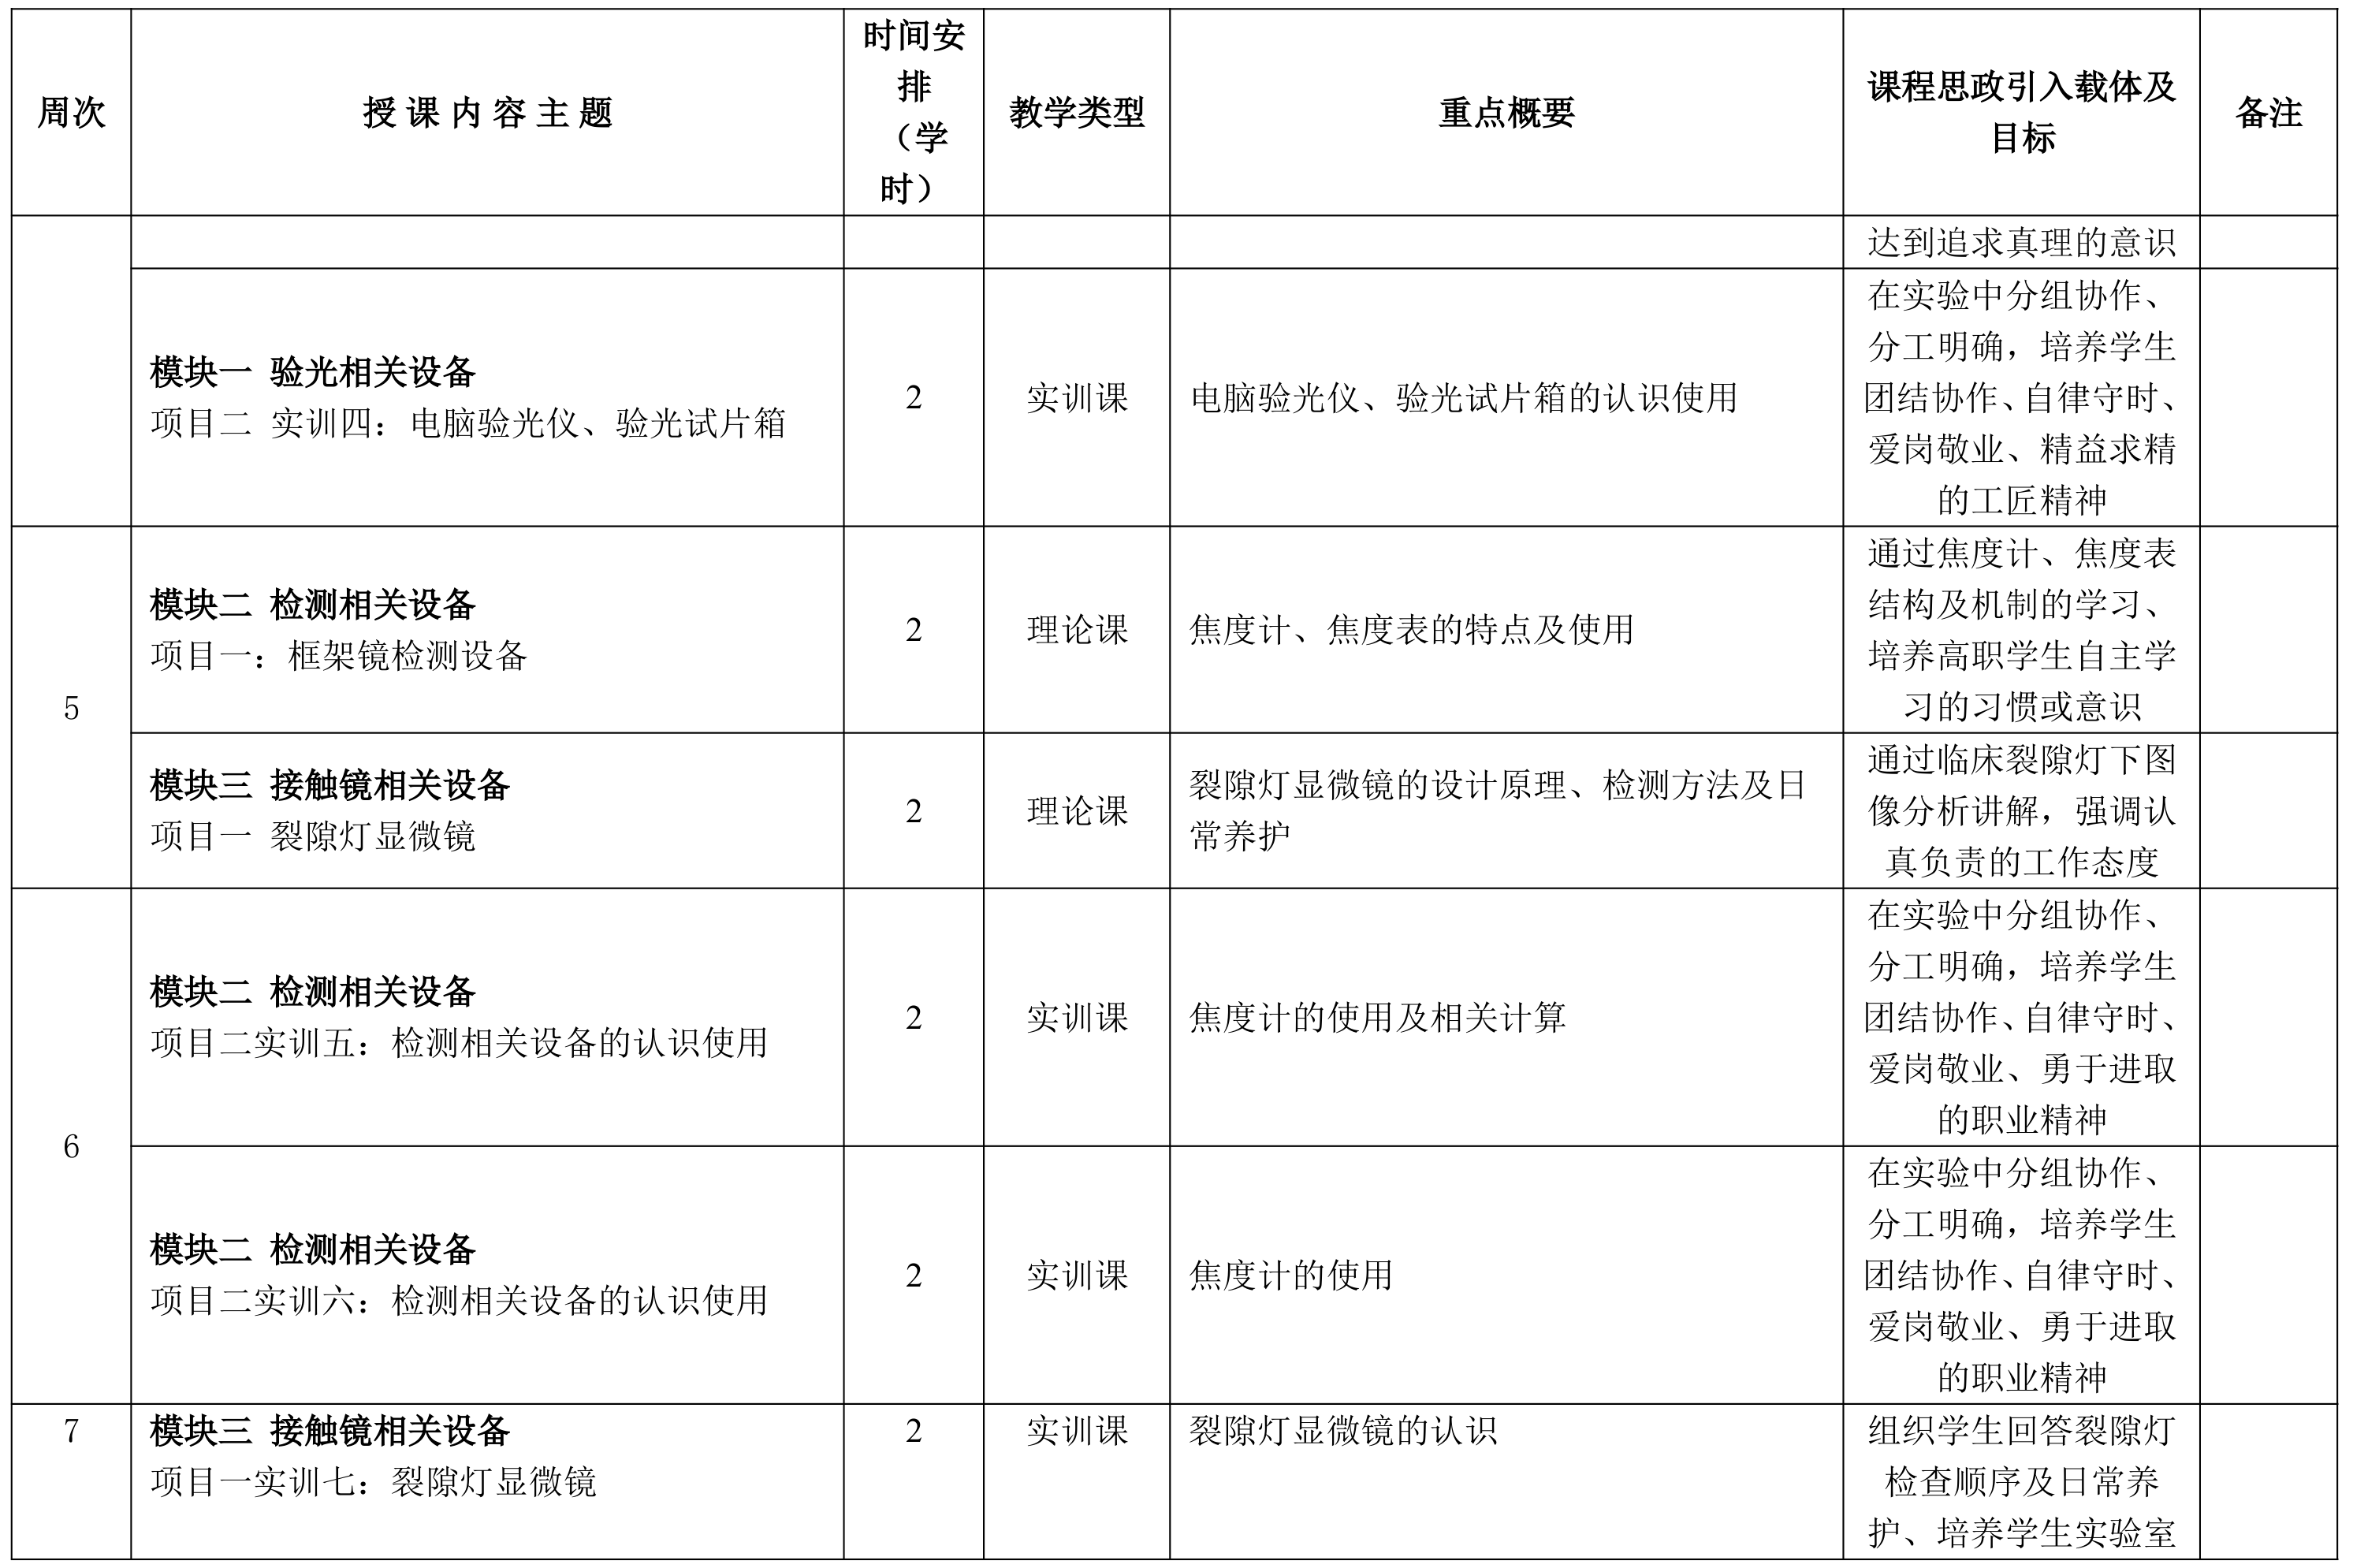 周次
授 课 内 容 主 题
时间安
排
（学
时）
教学类型
重点概要
课程思政引入载体及
目标
备注
达到追求真理的意识
模块一 验光相关设备
项目二 实训四：电脑验光仪、验光试片箱
2
实训课
电脑验光仪、验光试片箱的认识使用
在实验中分组协作、
分工明确，培养学生
团结协作、自律守时、
爱岗敬业、精益求精
的工匠精神
5
模块二 检测相关设备
项目一：框架镜检测设备
2
理论课
焦度计、焦度表的特点及使用
通过焦度计、焦度表
结构及机制的学习、
培养高职学生自主学
习的习惯或意识
模块三 接触镜相关设备
项目一 裂隙灯显微镜
2
理论课
裂隙灯显微镜的设计原理、检测方法及日
常养护
通过临床裂隙灯下图
像分析讲解，强调认
真负责的工作态度
6
模块二 检测相关设备
项目二实训五：检测相关设备的认识使用
2
实训课
焦度计的使用及相关计算
在实验中分组协作、
分工明确，培养学生
团结协作、自律守时、
爱岗敬业、勇于进取
的职业精神
模块二 检测相关设备
项目二实训六：检测相关设备的认识使用
2
实训课
焦度计的使用
在实验中分组协作、
分工明确，培养学生
团结协作、自律守时、
爱岗敬业、勇于进取
的职业精神
7
模块三 接触镜相关设备
项目一实训七：裂隙灯显微镜
2
实训课
裂隙灯显微镜的认识
组织学生回答裂隙灯
检查顺序及日常养
护、培养学生实验室